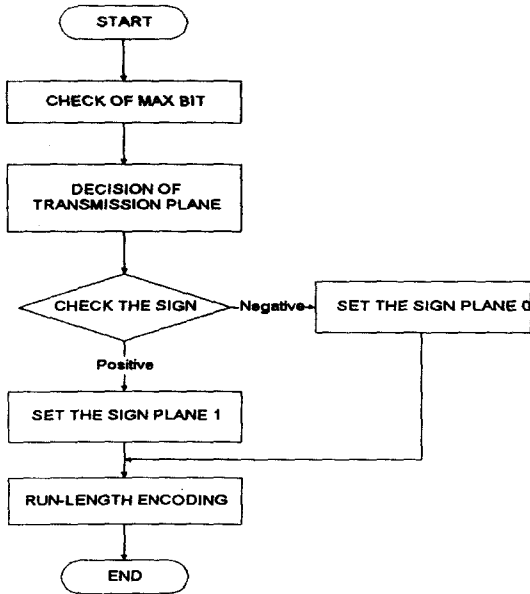 START
CHECK OF MAX BIT
DECISION OF
TRANSMISSION PLANE
CHECK THE SIGN
Negative
SET THE SIGN PLANE 0
Positive
SET THE SIGN PLANE 1
RUN-LENGTH ENCODING
END